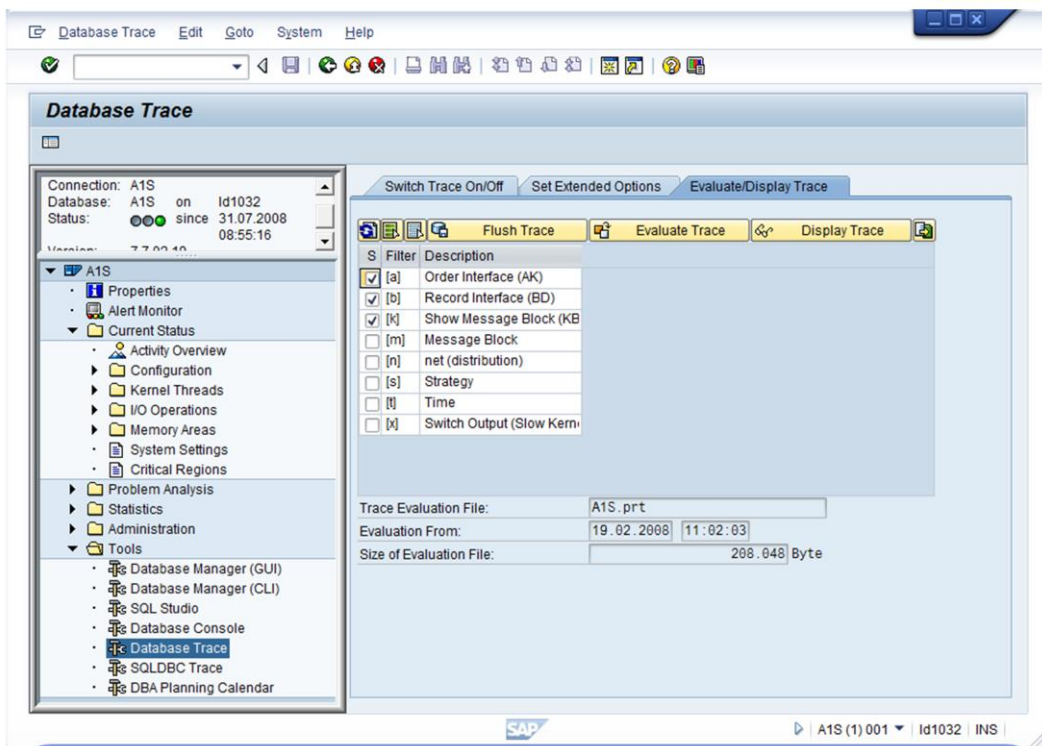 Database Trace Edit Goto System Help
Database Trace
Connection: A1S
Database: A1S on ld1032
Status: since 31.07.2008
08:55:16
Switch Trace On/Off Set Extended Options Evaluate/Display Trace
Flush Trace Evaluate Trace Display Trace
S Filter Description
[a] Order Interface (AK)
[b] Record Interface (BD)
[k] Show Message Block (KB
[m] Message Block
[n] net (distribution)
[s] Strategy
[t] Time
[x] Switch Output (Slow Kern
Trace Evaluation File: A1S.prt
Evaluation From: 19.02.2008 11:02:03
Size of Evaluation File: 208.048 Byte
A1S
Properties
Alert Monitor
Current Status
Activity Overview
Configuration
Kernel Threads
I/O Operations
Memory Areas
System Settings
Critical Regions
Problem Analysis
Statistics
Administration
Tools
Database Manager (GUI)
Database Manager (CLI)
SQL Studio
Database Console
Database Trace
SQLDBC Trace
DBA Planning Calendar
SAP
A1S (1) 001 ld1032 INS